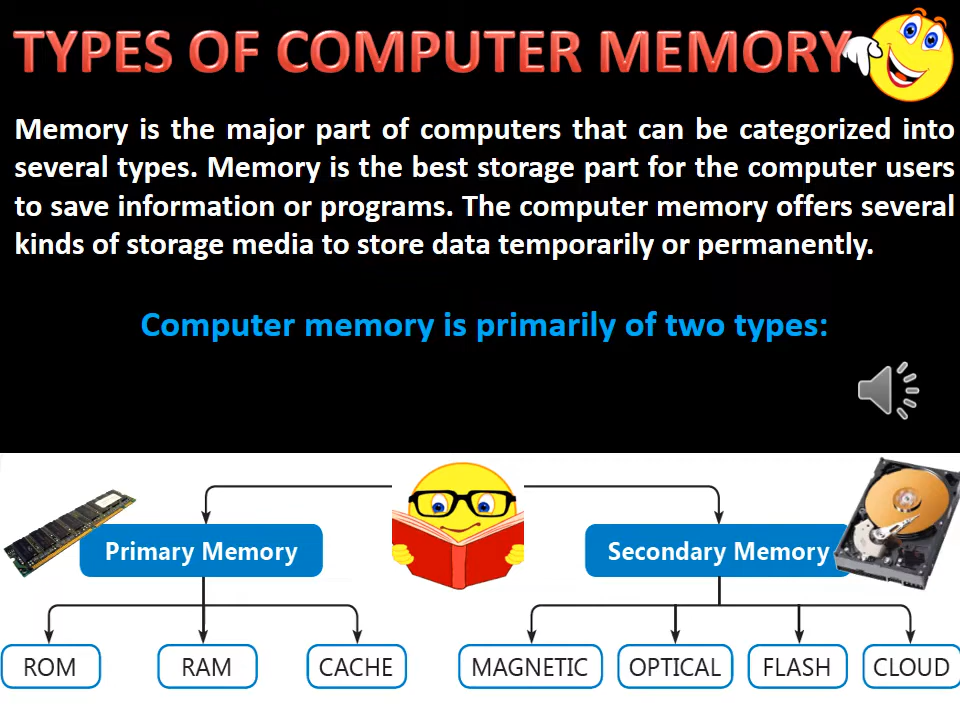 TYPES OF COMPUTER MEMORY
Memory is the major part of computers that can be categorized into
several types. Memory is the best storage part for the computer users
to save information or programs. The computer memory offers several
kinds of storage media to store data temporarily or permanently.
Computer memory is primarily of two types:
Primary Memory
Secondary Memory
ROM
RAM
CACHE
MAGNETIC
OPTICAL
FLASH
CLOUD